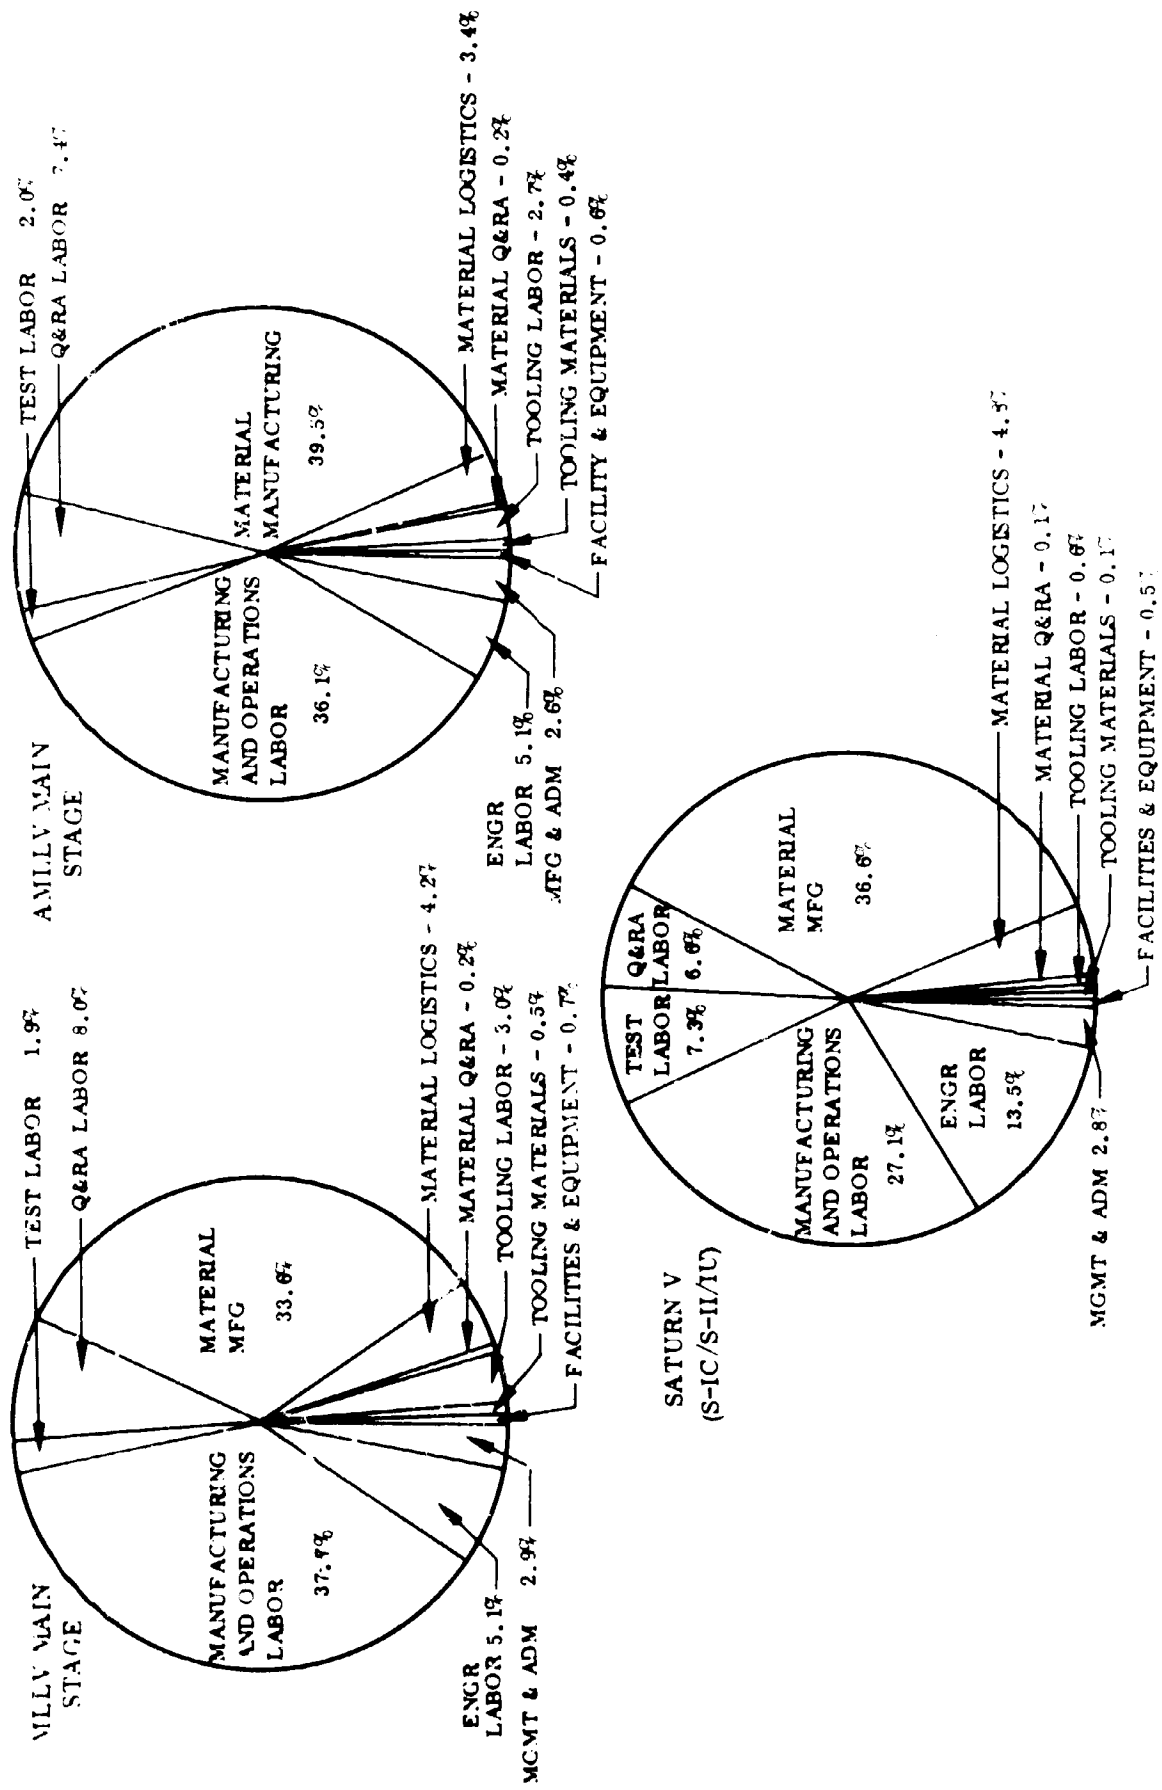 MLLV MAIN
STAGE
TEST LABOR 1.9%
Q&RA LABOR 8.0%
MATERIAL
MFG
33.6%
MANUFACTURING
AND OPERATIONS
LABOR
MATERIAL LOGISTICS - 4.2%
MATERIAL Q&RA - 0.2%
TOOLING LABOR - 3.0%
TOOLING MATERIALS - 0.5%
FACILITIES & EQUIPMENT - 0.7%
ENGR
LABOR 5.1%
MGMT & ADM 2.9%
AMLLV MAIN
STAGE
TEST LABOR 2.0%
Q&RA LABOR
MATERIAL
MANUFACTURING
39.5%
MANUFACTURING
AND OPERATIONS
LABOR
36.1%
MATERIAL LOGISTICS - 3.4%
MATERIAL Q&RA - 0.2%
TOOLING LABOR - 2.7%
TOOLING MATERIALS - 0.4%
FACILITY & EQUIPMENT - 0.6%
ENGR
LABOR 5.1%
MFG & ADM 2.6%
SATURN V
(S-IC/S-II/IU)
TEST
LABOR
7.3%
Q&RA
LABOR
6.6%
MATERIAL
MFG
36.6%
MANUFACTURING
AND OPERATIONS
LABOR
27.1%
ENGR
LABOR
13.5%
MATERIAL LOGISTICS -
MATERIAL Q&RA - 0.1%
TOOLING LABOR - 0.6%
TOOLING MATERIALS - 0.1%
FACILITIES & EQUIPMENT - 0.5%
MGMT & ADM 2.8%